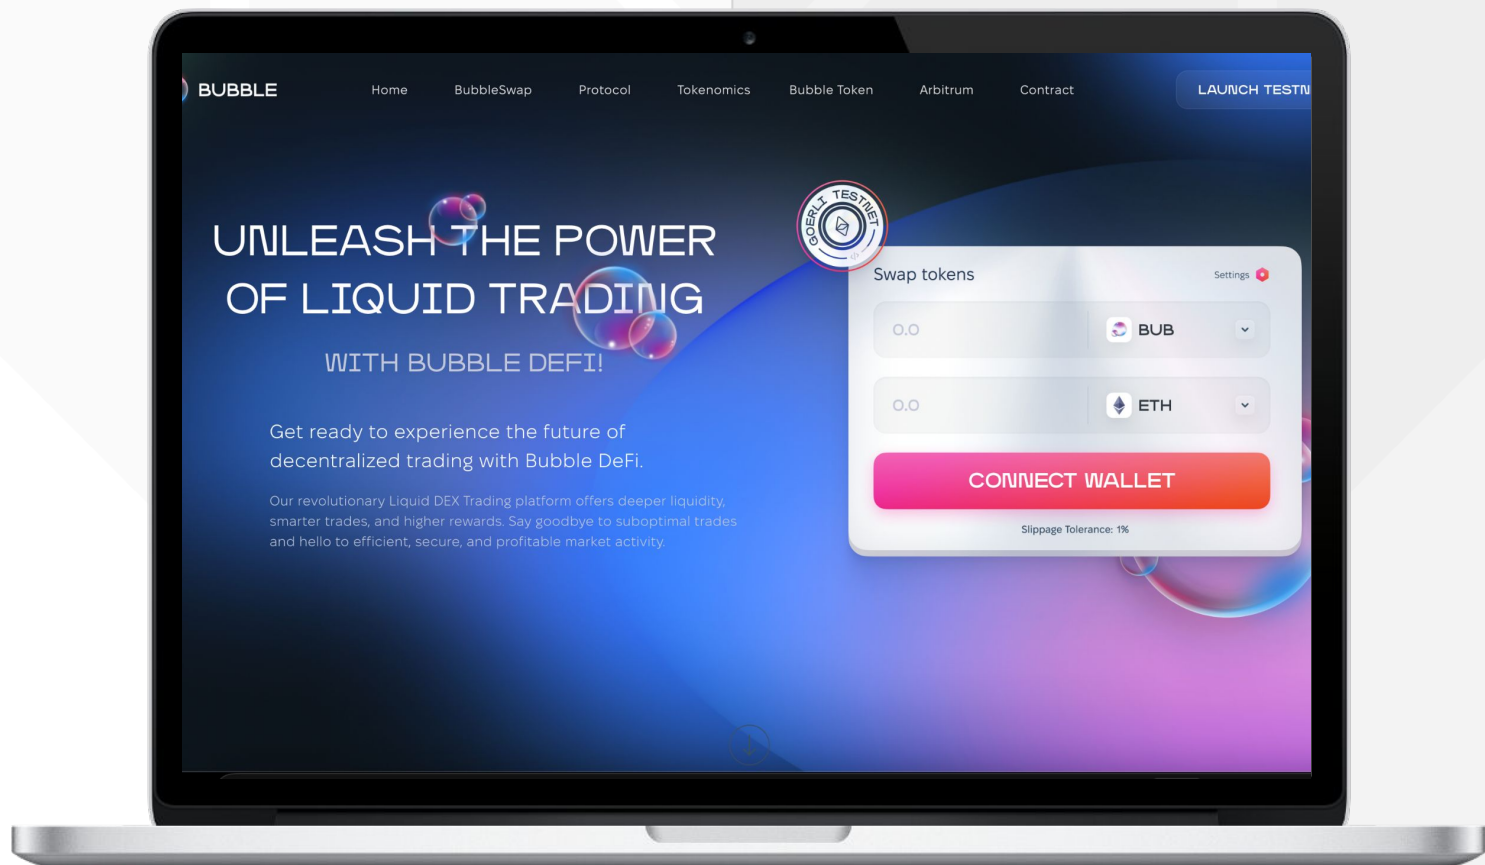 BUBBLE
Home BubbleSwap Protocol Tokenomics Bubble Token Arbitrum Contract
LAUNCH TESTN
UNLEASH THE POWER
OF LIQUID TRADING
WITH BUBBLE DEFI!
Get ready to experience the future of
decentralized trading with Bubble DeFi.
Our revolutionary Liquid DEX Trading platform offers deeper liquidity,
smarter trades, and higher rewards. Say goodbye to suboptimal trades
and hello to efficient, secure, and profitable market activity.
GOERLI TESTNET
Swap tokens
Settings
0.0 BUB
0.0 ETH
CONNECT WALLET
Slippage Tolerance: 1%